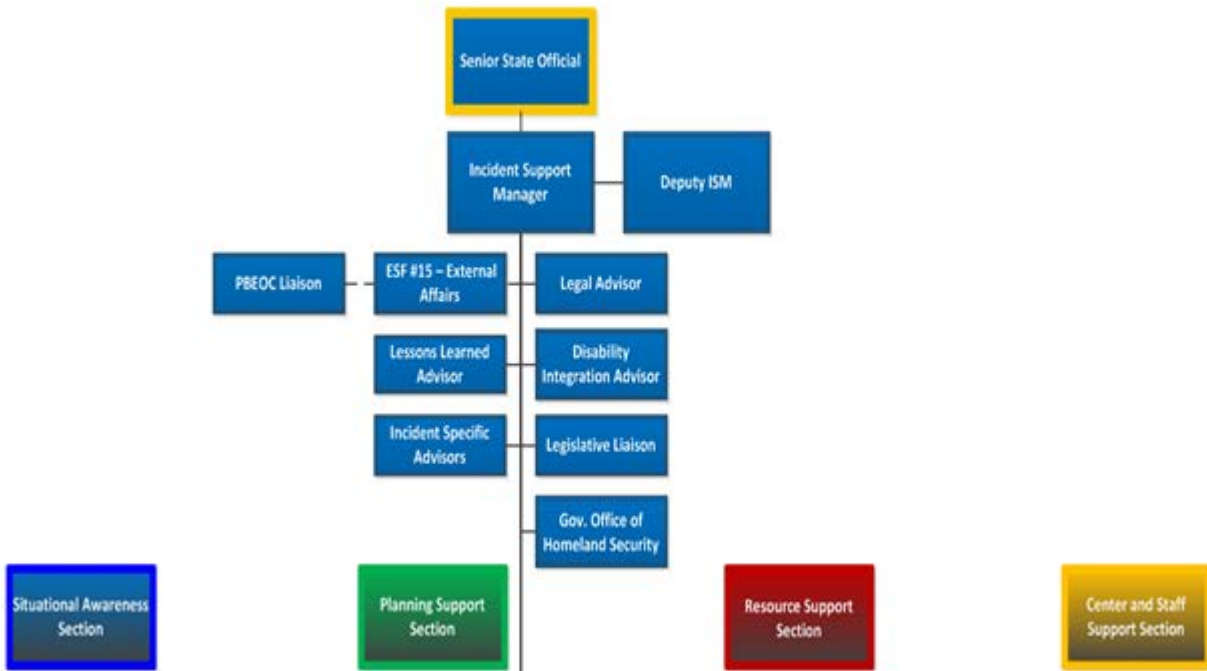 Senior State Official
Incident Support
Manager
Deputy ISM
PBEOC Liaison
ESF #15 – External
Affairs
Legal Advisor
Lessons Learned
Advisor
Disability
Integration Advisor
Incident Specific
Advisors
Legislative Liaison
Gov. Office of
Homeland Security
Situational Awareness
Section
Planning Support
Section
Resource Support
Section
Center and Staff
Support Section